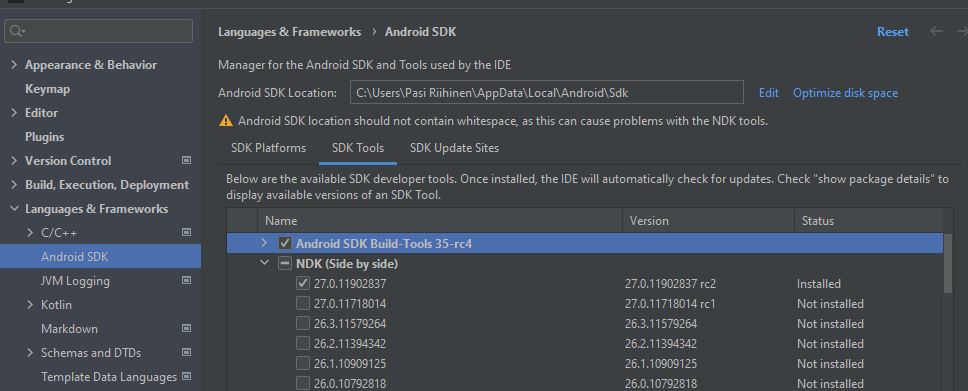 Languages & Frameworks › Android SDK
Reset
Manager for the Android SDK and Tools used by the IDE
Android SDK Location: C:\Users\Pasi Riihinen\AppData\Local\Android\Sdk Edit Optimize disk space
Android SDK location should not contain whitespace, as this can cause problems with the NDK tools.
SDK Platforms SDK Tools SDK Update Sites
Below are the available SDK developer tools. Once installed, the IDE will automatically check for updates. Check "show package details" to
display available versions of an SDK Tool.
Name Version Status
Android SDK Build-Tools 35-rc4
NDK (Side by side)
27.0.11902837 27.0.11902837 rc2 Installed
27.0.11718014 27.0.11718014 rc1 Not installed
26.3.11579264 26.3.11579264 Not installed
26.2.11394342 26.2.11394342 Not installed
26.1.10909125 26.1.10909125 Not installed
26.0.10792818 26.0.10792818 Not installed
Appearance & Behavior
Keymap
Editor
Plugins
Version Control
Build, Execution, Deployment
Languages & Frameworks
C/C++
Android SDK
JVM Logging
Kotlin
Markdown
Schemas and DTDs
Template Data Languages